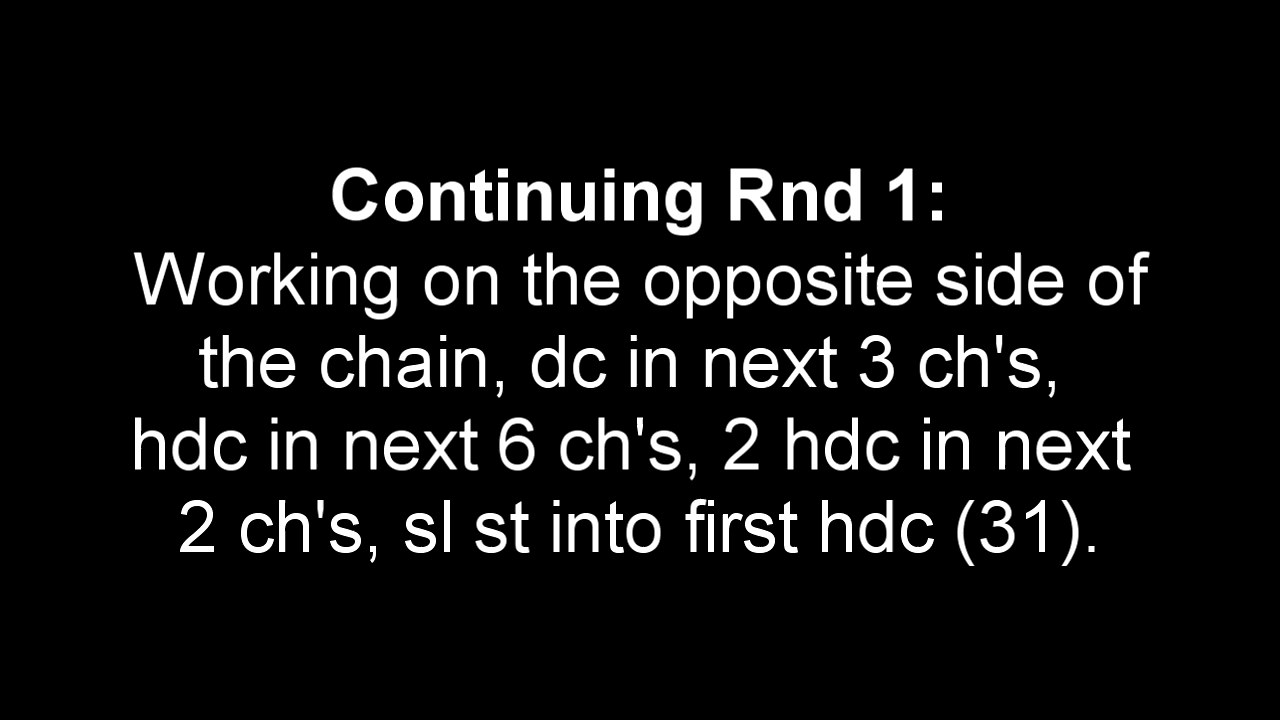 Continuing Rnd 1:
Working on the opposite side of
the chain, dc in next 3 ch's,
hdc in next 6 ch's, 2 hdc in next
2 ch's, sl st into first hdc (31).